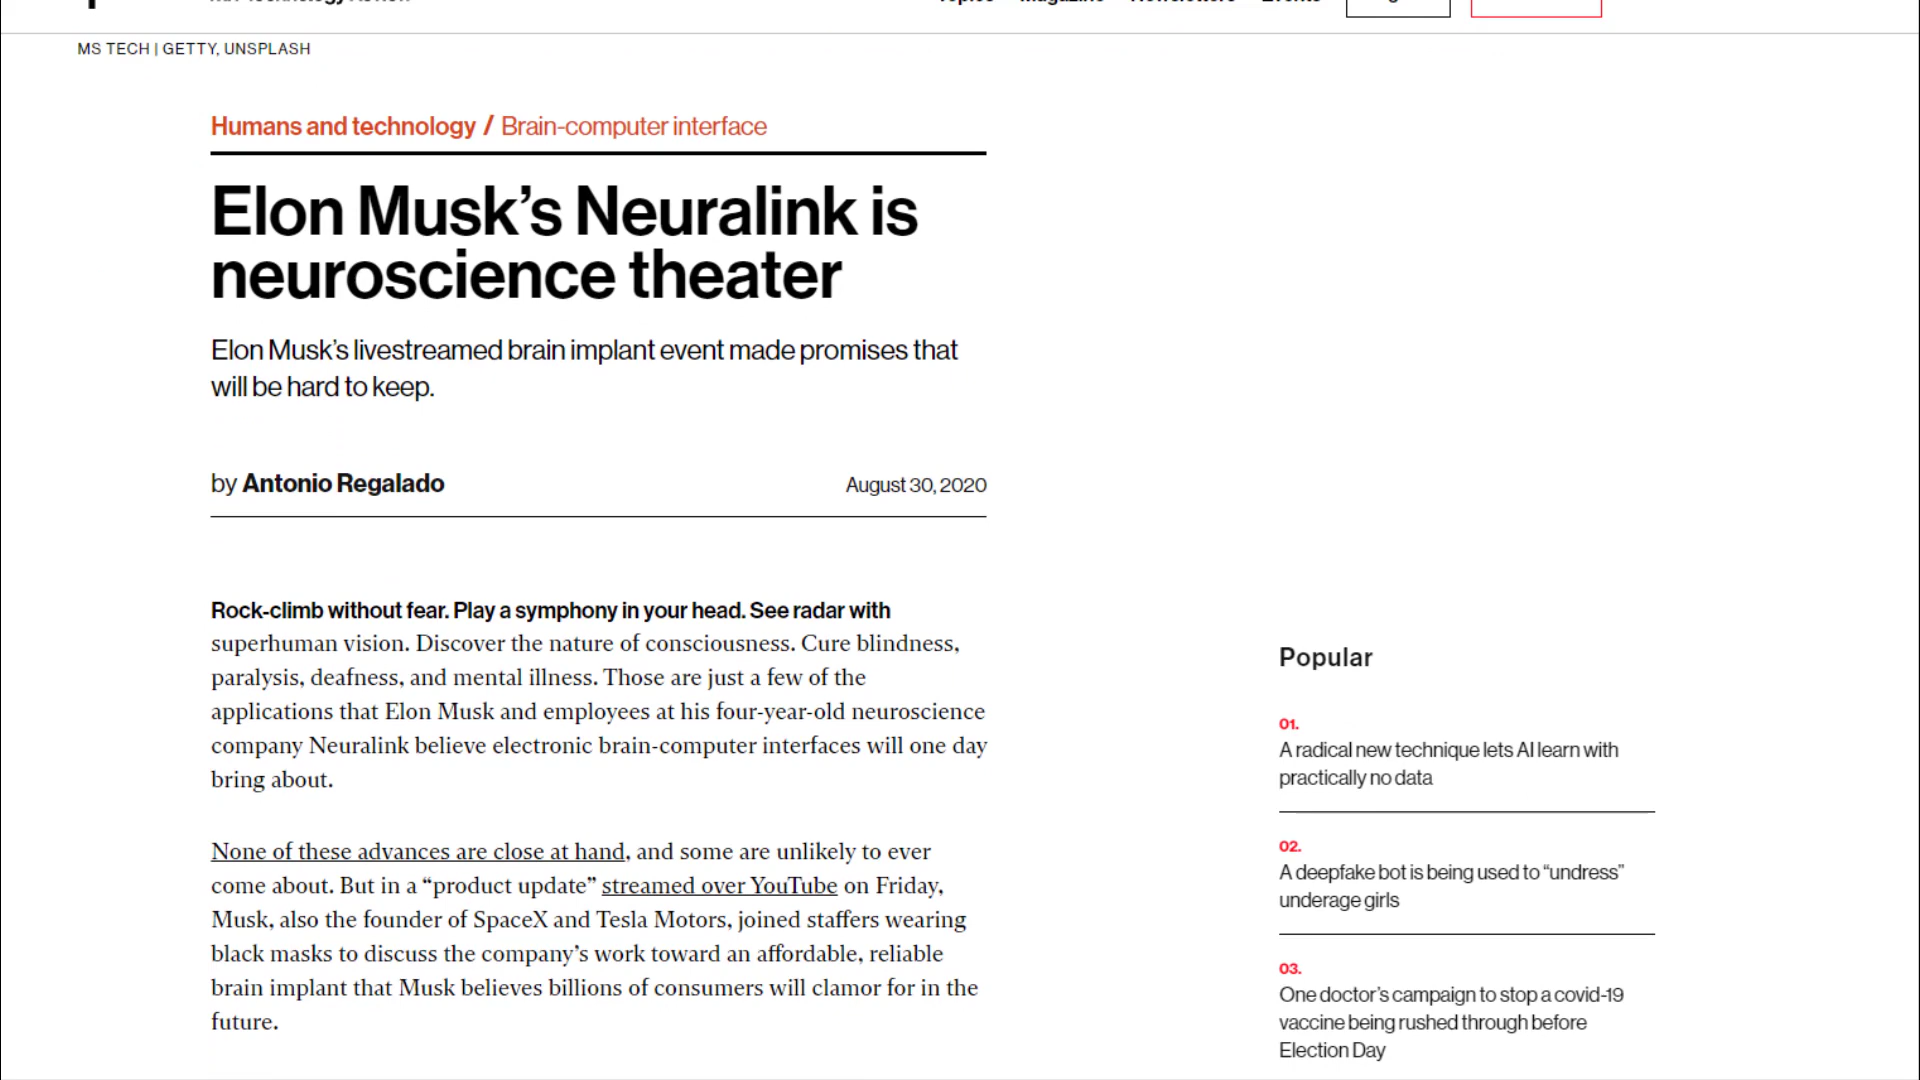 MS TECH | GETTY, UNSPLASH
Humans and technology / Brain-computer interface
Elon Musk’s Neuralink is
neuroscience theater
Elon Musk’s livestreamed brain implant event made promises that
will be hard to keep.
by Antonio Regalado
August 30, 2020
Rock-climb without fear. Play a symphony in your head. See radar with
superhuman vision. Discover the nature of consciousness. Cure blindness,
paralysis, deafness, and mental illness. Those are just a few of the
applications that Elon Musk and employees at his four-year-old neuroscience
company Neuralink believe electronic brain-computer interfaces will one day
bring about.
None of these advances are close at hand, and some are unlikely to ever
come about. But in a “product update” streamed over YouTube on Friday,
Musk, also the founder of SpaceX and Tesla Motors, joined staffers wearing
black masks to discuss the company’s work toward an affordable, reliable
brain implant that Musk believes billions of consumers will clamor for in the
future.
Popular
01.
A radical new technique lets AI learn with
practically no data
02.
A deepfake bot is being used to “undress”
underage girls
03.
One doctor’s campaign to stop a covid-19
vaccine being rushed through before
Election Day